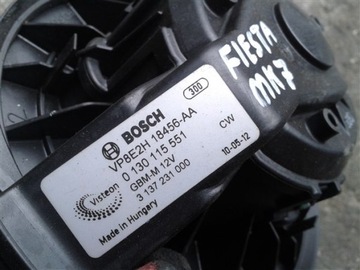 FIESTA
MK7
300
BOSCH
VP8E2H 18456-AA
0 130 115 551
CW
GBM-M 12V
10-05-12
3 137 231 000
Visteon
Made in Hungary